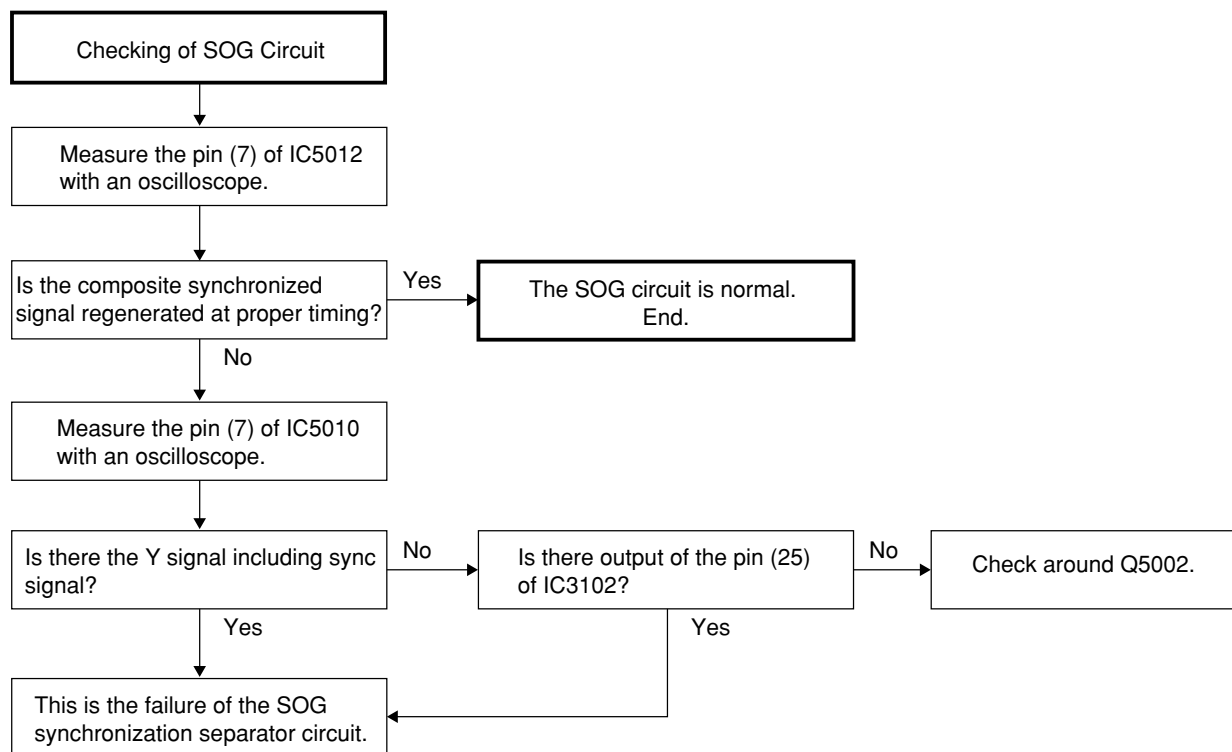 Checking of SOG Circuit
Measure the pin (7) of IC5012
with an oscilloscope.
Is the composite synchronized
signal regenerated at proper timing?
Yes
The SOG circuit is normal.
End.
No
Measure the pin (7) of IC5010
with an oscilloscope.
Is there the Y signal including sync
signal?
No
Is there output of the pin (25)
of IC3102?
No
Check around Q5002.
Yes
Yes
This is the failure of the SOG
synchronization separator circuit.